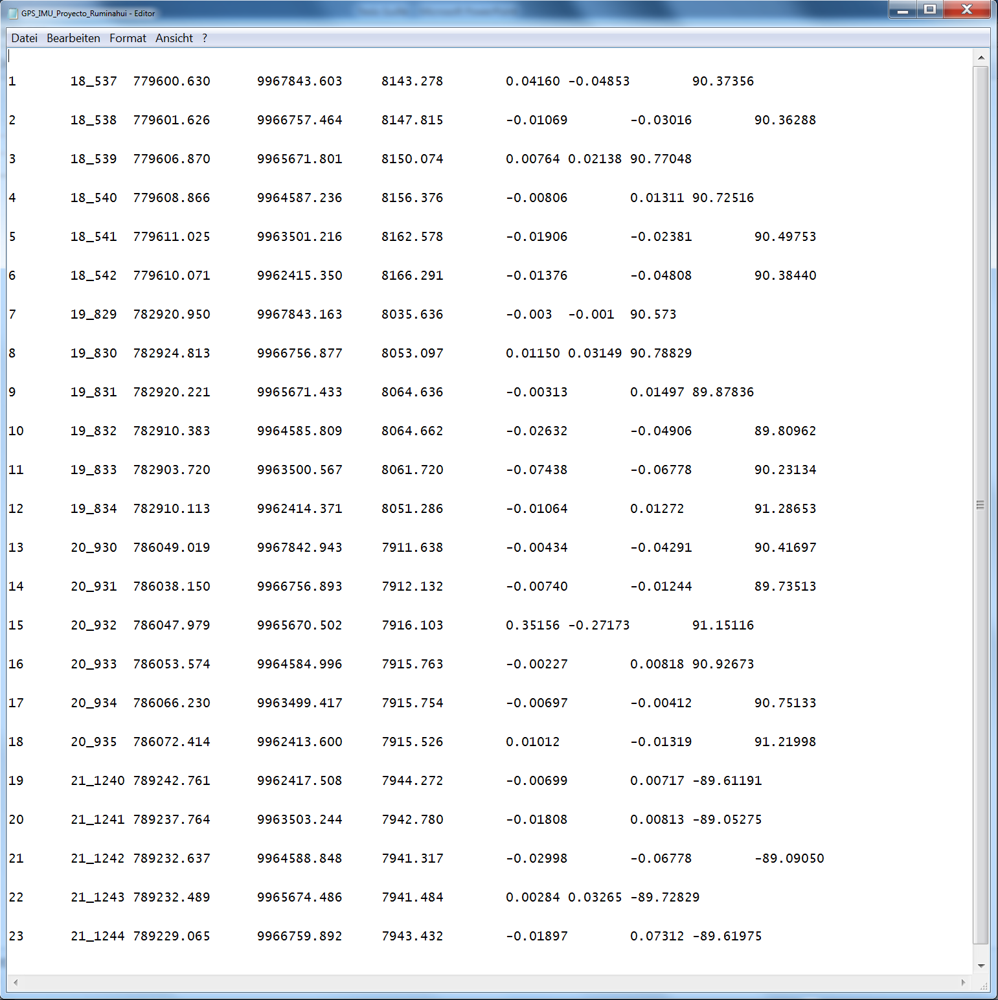 GPS_IMU_Proyecto_Ruminahui - Editor
Datei Bearbeiten Format Ansicht ?
1 18_537 779600.630 9967843.603 8143.278 0.04160 -0.04853 90.37356
2 18_538 779601.626 9966757.464 8147.815 -0.01069 -0.03016 90.36288
3 18_539 779606.870 9965671.801 8150.074 0.00764 0.02138 90.77048
4 18_540 779608.866 9964587.236 8156.376 -0.00806 0.01311 90.72516
5 18_541 779611.025 9963501.216 8162.578 -0.01906 -0.02381 90.49753
6 18_542 779610.071 9962415.350 8166.291 -0.01376 -0.04808 90.38440
7 19_829 782920.950 9967843.163 8035.636 -0.003 -0.001 90.573
8 19_830 782924.813 9966756.877 8053.097 0.01150 0.03149 90.78829
9 19_831 782920.221 9965671.433 8064.636 -0.00313 0.01497 89.87836
10 19_832 782910.383 9964585.809 8064.662 -0.02632 -0.04906 89.80962
11 19_833 782903.720 9963500.567 8061.720 -0.07438 -0.06778 90.23134
12 19_834 782910.113 9962414.371 8051.286 -0.01064 0.01272 91.28653
13 20_930 786049.019 9967842.943 7911.638 -0.00434 -0.04291 90.41697
14 20_931 786038.150 9966756.893 7912.132 -0.00740 -0.01244 89.73513
15 20_932 786047.979 9965670.502 7916.103 0.35156 -0.27173 91.15116
16 20_933 786053.574 9964584.996 7915.763 -0.00227 0.00818 90.92673
17 20_934 786066.230 9963499.417 7915.754 -0.00697 -0.00412 90.75133
18 20_935 786072.414 9962413.600 7915.526 0.01012 -0.01319 91.21998
19 21_1240 789242.761 9962417.508 7944.272 -0.00699 0.00717 -89.61191
20 21_1241 789237.764 9963503.244 7942.780 -0.01808 0.00813 -89.05275
21 21_1242 789232.637 9964588.848 7941.317 -0.02998 -0.06778 -89.09050
22 21_1243 789232.489 9965674.486 7941.484 0.00284 0.03265 -89.72829
23 21_1244 789229.065 9966759.892 7943.432 -0.01897 0.07312 -89.61975